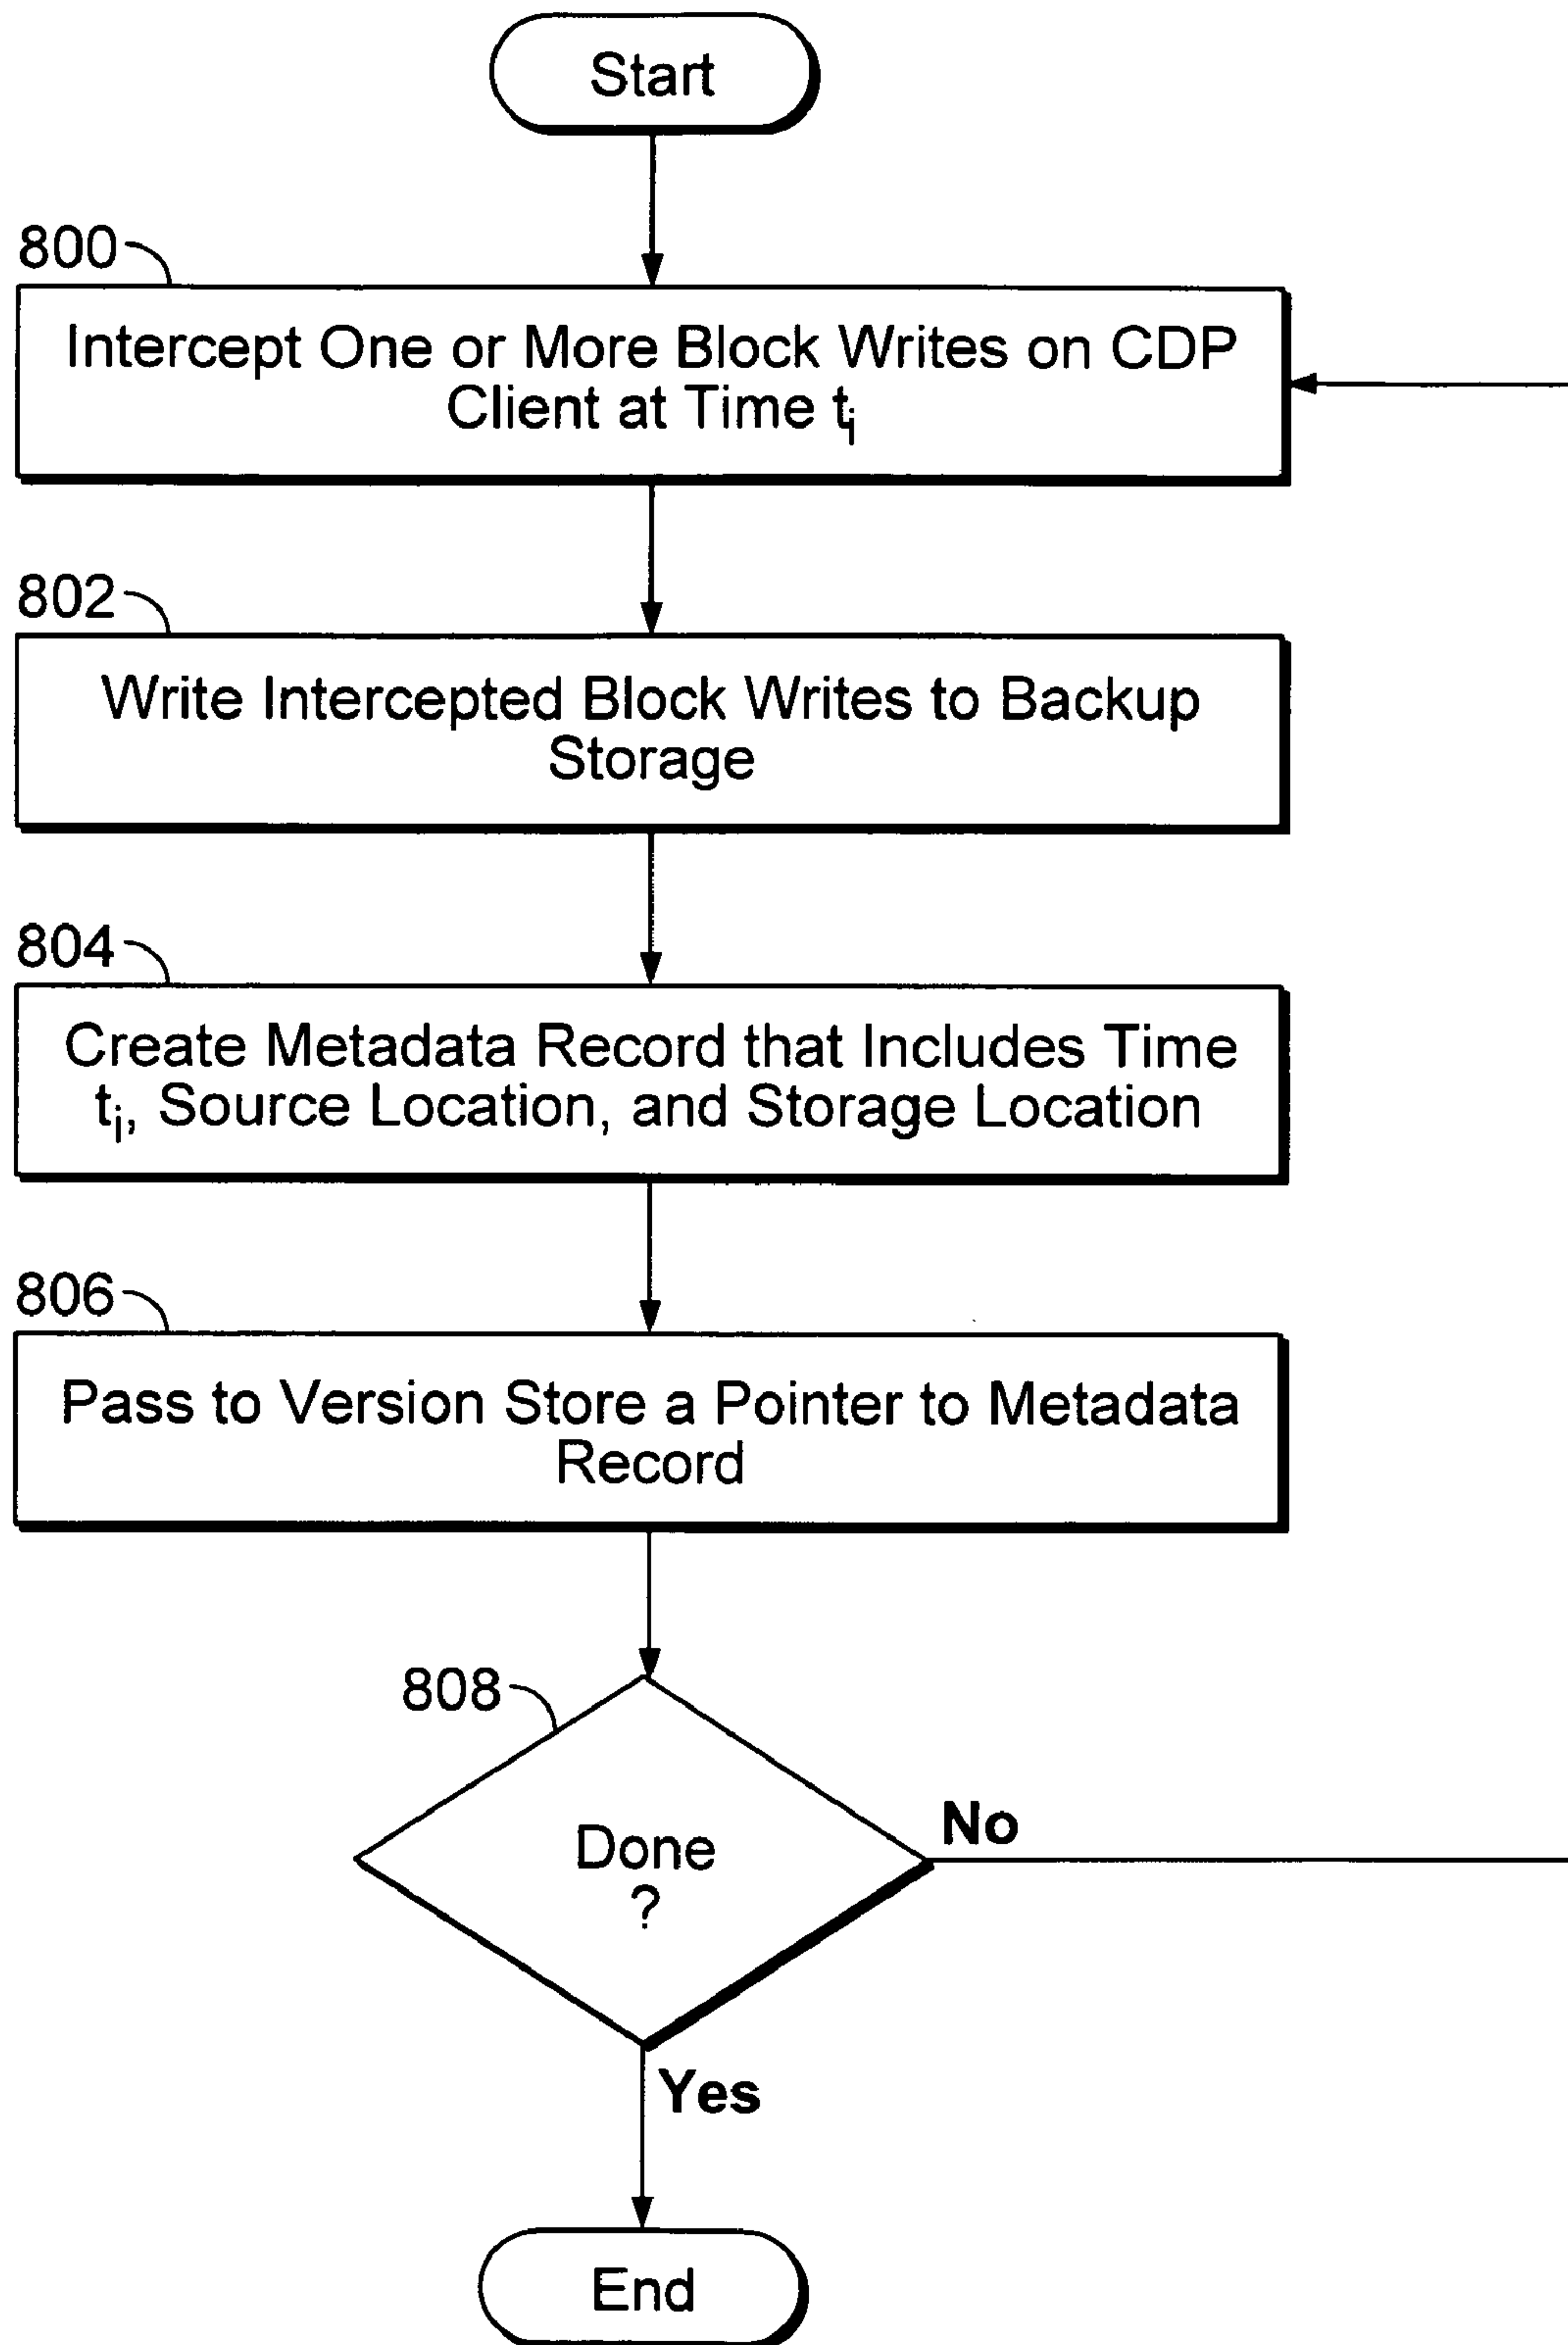 Start
800
Intercept One or More Block Writes on CDP
Client at Time tᵢ
802
Write Intercepted Block Writes to Backup
Storage
804
Create Metadata Record that Includes Time
tᵢ, Source Location, and Storage Location
806
Pass to Version Store a Pointer to Metadata
Record
808
Done
?
No
Yes
End